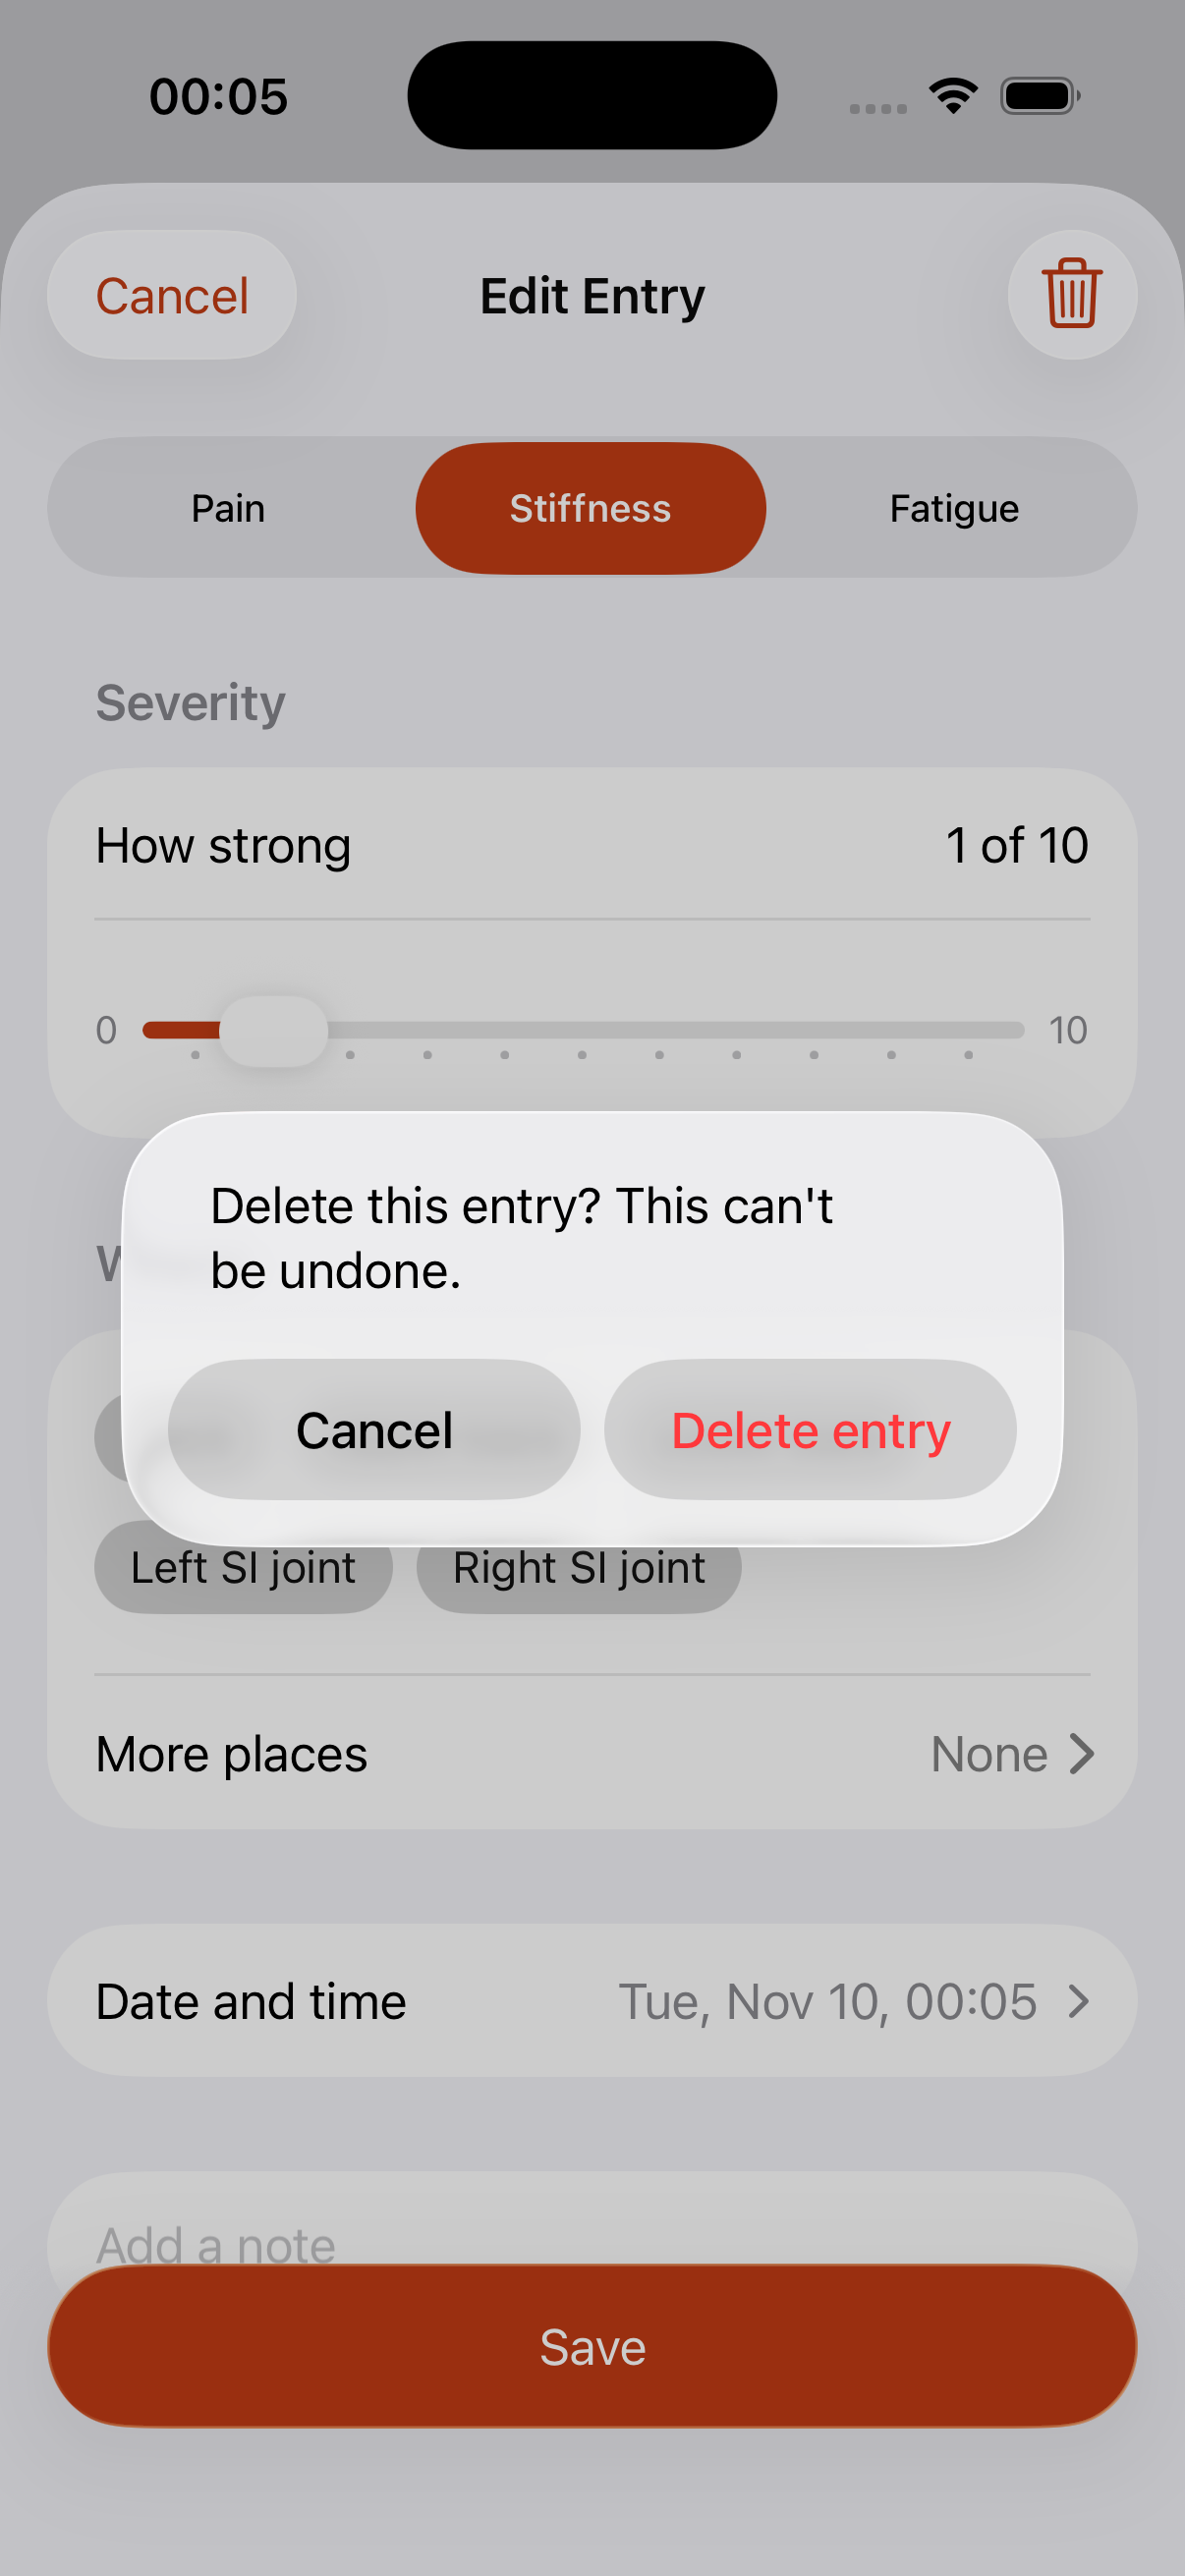 00:05
Cancel
Edit Entry
Pain
Stiffness
Fatigue
Severity
How strong
1 of 10
0
10
Delete this entry? This can't
be undone.
Cancel
Delete entry
Left SI joint
Right SI joint
More places
None
Date and time
Tue, Nov 10, 00:05
Add a note
Save